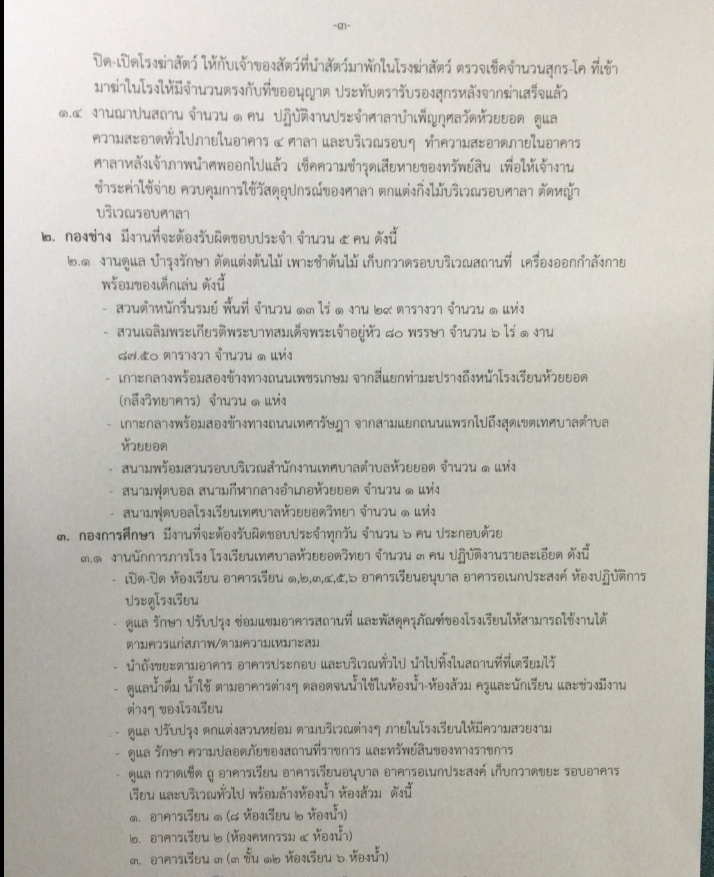 -๓-
ปิด-เปิดโรงฆ่าสัตว์ ให้กับเจ้าของสัตว์ที่นำสัตว์มาพักในโรงฆ่าสัตว์ ตรวจเช็คจำนวนสุกร-โค ที่เข้า
มาฆ่าในโรงให้มีจำนวนตรงกับที่ขออนุญาต ประทับตรารับรองสุกรหลังจากฆ่าเสร็จแล้ว
๑.๔ งานฌาปนสถาน จำนวน ๑ คน ปฏิบัติงานประจำศาลาบำเพ็ญกุศลวัดห้วยยอด ดูแล
ความสะอาดทั่วไปภายในอาคาร ๔ ศาลา และบริเวณรอบๆ ทำความสะอาดภายในอาคาร
ศาลาหลังเจ้าภาพนำศพออกไปแล้ว เช็คความชำรุดเสียหายของทรัพย์สิน เพื่อให้เจ้างาน
ชำระค่าใช้จ่าย ควบคุมการใช้วัสดุอุปกรณ์ของศาลา ตกแต่งกิ่งไม้บริเวณรอบศาลา ตัดหญ้า
บริเวณรอบศาลา
๒. กองช่าง มีงานที่จะต้องรับผิดชอบประจำ จำนวน ๕ คน ดังนี้
๒.๑ งานดูแล บำรุงรักษา ตัดแต่งต้นไม้ เพาะชำต้นไม้ เก็บกวาดรอบบริเวณสถานที่ เครื่องออกกำลังกาย
พร้อมของเด็กเล่น ดังนี้
- สวนตำหนักรื่นรมย์ พื้นที่ จำนวน ๑๓ ไร่ ๑ งาน ๒๙ ตารางวา จำนวน ๑ แห่ง
- สวนเฉลิมพระเกียรติพระบาทสมเด็จพระเจ้าอยู่หัว ๘๐ พรรษา จำนวน ๖ ไร่ ๑ งาน
๘๗.๕๐ ตารางวา จำนวน ๑ แห่ง
- เกาะกลางพร้อมสองข้างทางถนนเพชรเกษม จากสี่แยกท่ามะปรางถึงหน้าโรงเรียนห้วยยอด
(กลึงวิทยาคาร) จำนวน ๑ แห่ง
- เกาะกลางพร้อมสองข้างทางถนนเทศารัษฎา จากสามแยกถนนแพรกไปถึงสุดเขตเทศบาลตำบล
ห้วยยอด
- สนามพร้อมสวนรอบบริเวณสำนักงานเทศบาลตำบลห้วยยอด จำนวน ๑ แห่ง
- สนามฟุตบอล สนามกีฬากลางอำเภอห้วยยอด จำนวน ๑ แห่ง
- สนามฟุตบอลโรงเรียนเทศบาลห้วยยอดวิทยา จำนวน ๑ แห่ง
๓. กองการศึกษา มีงานที่จะต้องรับผิดชอบประจำทุกวัน จำนวน ๖ คน ประกอบด้วย
๓.๑ งานนักการภารโรง โรงเรียนเทศบาลห้วยยอดวิทยา จำนวน ๓ คน ปฏิบัติงานรายละเอียด ดังนี้
- เปิด-ปิด ห้องเรียน อาคารเรียน ๑,๒,๓,๔,๕,๖ อาคารเรียนอนุบาล อาคารอเนกประสงค์ ห้องปฏิบัติการ
ประตูโรงเรียน
- ดูแล รักษา ปรับปรุง ซ่อมแซมอาคารสถานที่ และพัสดุครุภัณฑ์ของโรงเรียนให้สามารถใช้งานได้
ตามควรแก่สภาพ/ตามความเหมาะสม
- นำถังขยะตามอาคาร อาคารประกอบ และบริเวณทั่วไป นำไปทิ้งในสถานที่ที่เตรียมไว้
- ดูแลน้ำดื่ม น้ำใช้ ตามอาคารต่างๆ ตลอดจนน้ำใช้ในห้องน้ำ-ห้องส้วม ครูและนักเรียน และช่วงมีงาน
ต่างๆ ของโรงเรียน
- ดูแล ปรับปรุง ตกแต่งสวนหย่อม ตามบริเวณต่างๆ ภายในโรงเรียนให้มีความสวยงาม
- ดูแล รักษา ความปลอดภัยของสถานที่ราชการ และทรัพย์สินของทางราชการ
- ดูแล กวาดเช็ด ถู อาคารเรียน อาคารเรียนอนุบาล อาคารอเนกประสงค์ เก็บกวาดขยะ รอบอาคาร
เรียน และบริเวณทั่วไป พร้อมล้างห้องน้ำ ห้องส้วม ดังนี้
๑. อาคารเรียน ๑ (๘ ห้องเรียน ๒ ห้องน้ำ)
๒. อาคารเรียน ๒ (ห้องคหกรรม ๔ ห้องน้ำ)
๓. อาคารเรียน ๓ (๓ ชั้น ๑๒ ห้องเรียน ๖ ห้องน้ำ)